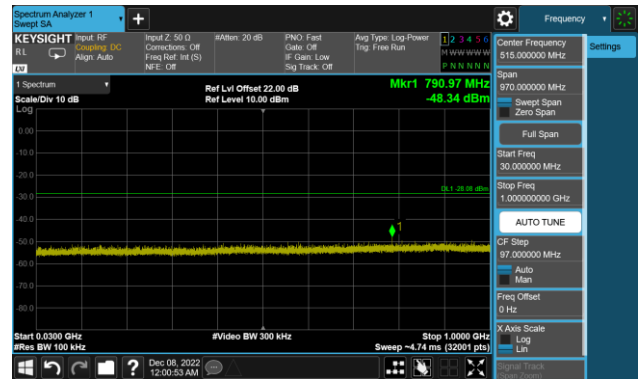 Spectrum Analyzer 1
Swept SA
Frequency
KEYSIGHT
RL
Input: RF
Coupling: DC
Align: Auto
Input Z: 50 Ω
Corrections: Off
Freq Ref: Int (S)
NFE: Off
#Atten: 20 dB
PNO: Fast
Gate: Off
IF Gain: Low
Sig Track: Off
Avg Type: Log-Power
Trig: Free Run
1 2 3 4 5 6
M W W W W W
P N N N N N
LXI
1 Spectrum
Scale/Div 10 dB
Log
Ref Lvl Offset 22.00 dB
Ref Level 10.00 dBm
Mkr1 790.97 MHz
-48.34 dBm
0.00
-10.0
-20.0
-30.0
-40.0
-50.0
-60.0
-70.0
-80.0
1
Start 0.0300 GHz
#Res BW 100 kHz
#Video BW 300 kHz
Stop 1.0000 GHz
Sweep ~4.74 ms (32001 pts)
Center Frequency
515.000000 MHz
Settings
Span
970.000000 MHz
Swept Span
Zero Span
Full Span
Start Freq
30.000000 MHz
Stop Freq
1.000000000 GHz
AUTO TUNE
CF Step
97.000000 MHz
Auto
Man
Freq Offset
0 Hz
X Axis Scale
Log
Lin
Signal Track
(Span Zoom)
?
Dec 08, 2022
12:00:53 AM